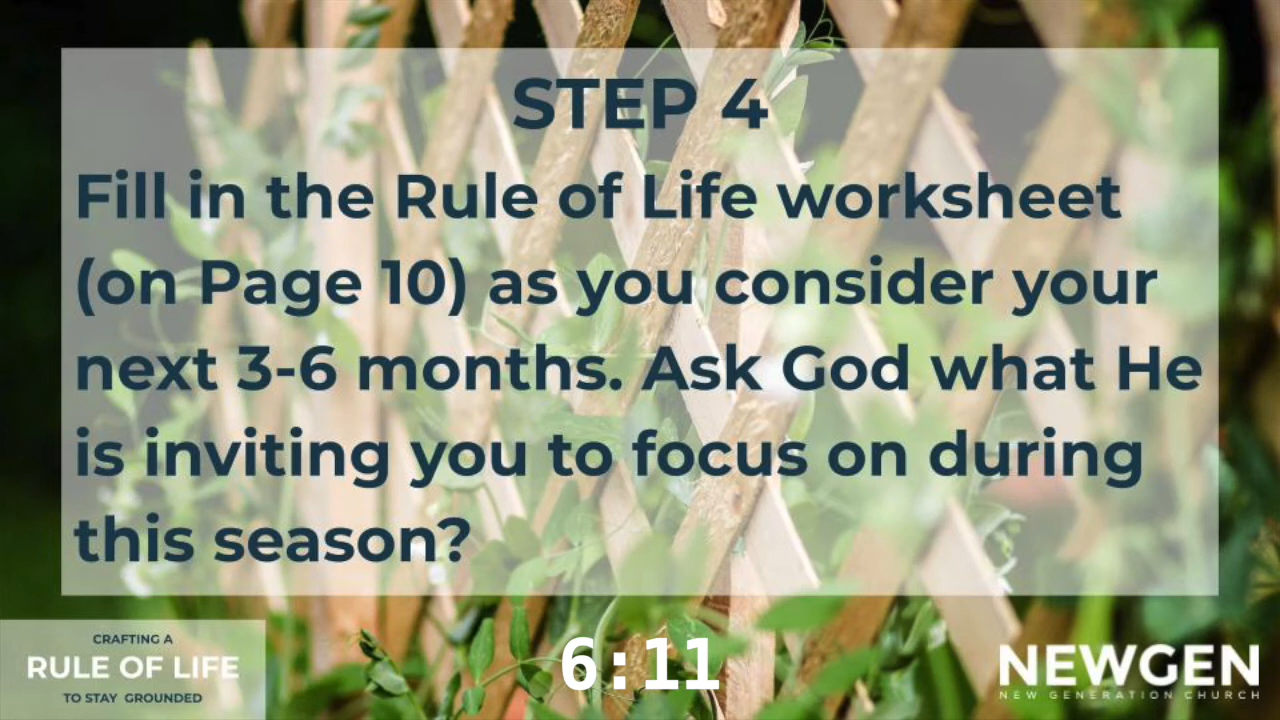 STEP 4
Fill in the Rule of Life worksheet
(on Page 10) as you consider your
next 3-6 months. Ask God what He
is inviting you to focus on during
this season?
CRAFTING A
RULE OF LIFE
TO STAY GROUNDED
6:11
NEWGEN
NEW GENERATION CHURCH